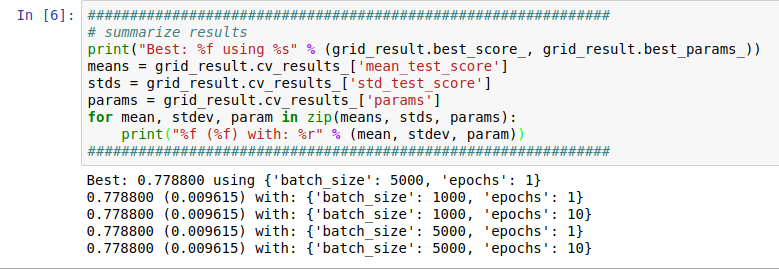 In [6]: ##############################################################
# summarize results
print("Best: %f using %s" % (grid_result.best_score_, grid_result.best_params_))
means = grid_result.cv_results_['mean_test_score']
stds = grid_result.cv_results_['std_test_score']
params = grid_result.cv_results_['params']
for mean, stdev, param in zip(means, stds, params):
    print("%f (%f) with: %r" % (mean, stdev, param))
##############################################################
Best: 0.778800 using {'batch_size': 5000, 'epochs': 1}
0.778800 (0.009615) with: {'batch_size': 1000, 'epochs': 1}
0.778800 (0.009615) with: {'batch_size': 1000, 'epochs': 10}
0.778800 (0.009615) with: {'batch_size': 5000, 'epochs': 1}
0.778800 (0.009615) with: {'batch_size': 5000, 'epochs': 10}